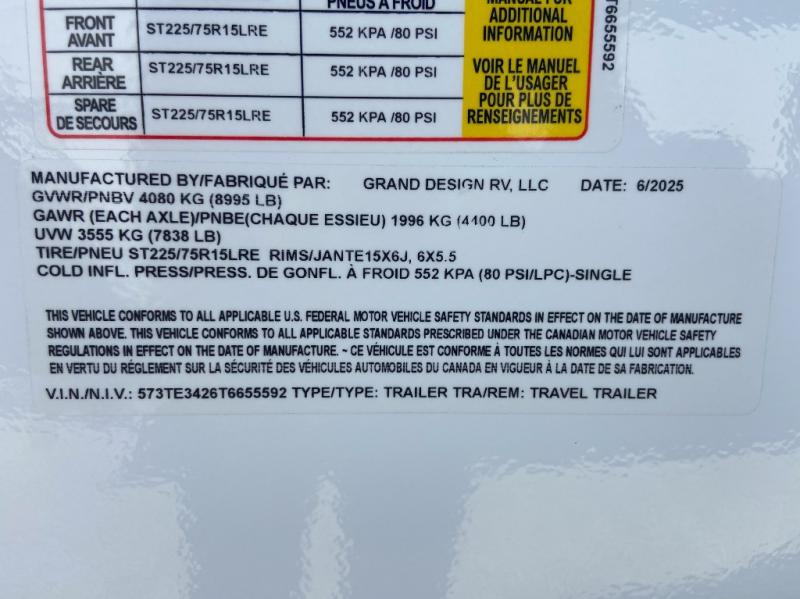 PNEUS À FROID
MANUAL FOR
ADDITIONAL
INFORMATION
FRONT
AVANT
ST225/75R15LRE
552 KPA /80 PSI
REAR
ARRIÈRE
ST225/75R15LRE
552 KPA /80 PSI
VOIR LE MANUEL
DE L'USAGER
POUR PLUS DE
RENSEIGNEMENTS
SPARE
DE SECOURS
ST225/75R15LRE
552 KPA /80 PSI
T6655592
MANUFACTURED BY/FABRIQUÉ PAR: GRAND DESIGN RV, LLC DATE: 6/2025
GVWR/PNBV 4080 KG (8995 LB)
GAWR (EACH AXLE)/PNBE(CHAQUE ESSIEU) 1996 KG (4400 LB)
UVW 3555 KG (7838 LB)
TIRE/PNEU ST225/75R15LRE RIMS/JANTE15X6J, 6X5.5
COLD INFL. PRESS/PRESS. DE GONFL. À FROID 552 KPA (80 PSI/LPC)-SINGLE
THIS VEHICLE CONFORMS TO ALL APPLICABLE U.S. FEDERAL MOTOR VEHICLE SAFETY STANDARDS IN EFFECT ON THE DATE OF MANUFACTURE
SHOWN ABOVE. THIS VEHICLE CONFORMS TO ALL APPLICABLE STANDARDS PRESCRIBED UNDER THE CANADIAN MOTOR VEHICLE SAFETY
REGULATIONS IN EFFECT ON THE DATE OF MANUFACTURE. ~ CE VÉHICULE EST CONFORME À TOUTES LES NORMES QUI LUI SONT APPLICABLES
EN VERTU DU RÉGLEMENT SUR LA SÉCURITÉ DES VÉHICULES AUTOMOBILES DU CANADA EN VIGUEUR À LA DATE DE SA FABRICATION.
V.I.N./N.I.V.: 573TE3426T6655592 TYPE/TYPE: TRAILER TRA/REM: TRAVEL TRAILER